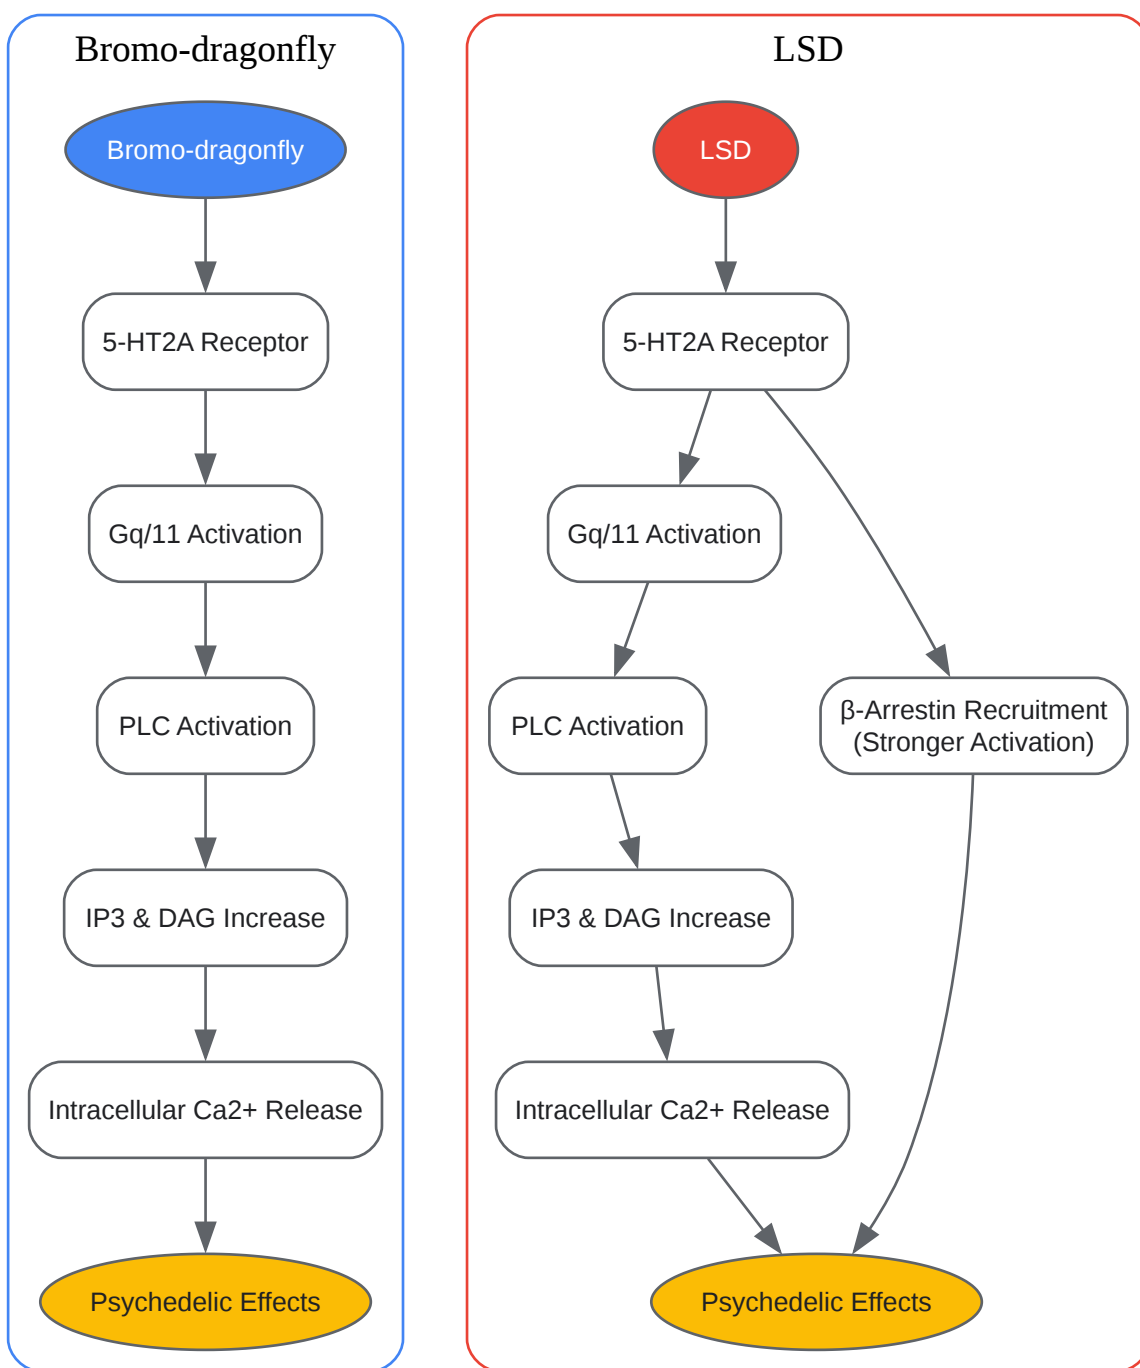 Bromo-dragonfly
Bromo-dragonfly
5-HT2A Receptor
Gq/11 Activation
PLC Activation
IP3 & DAG Increase
Intracellular Ca2+ Release
Psychedelic Effects
LSD
LSD
5-HT2A Receptor
Gq/11 Activation
PLC Activation
β-Arrestin Recruitment
(Stronger Activation)
IP3 & DAG Increase
Intracellular Ca2+ Release
Psychedelic Effects